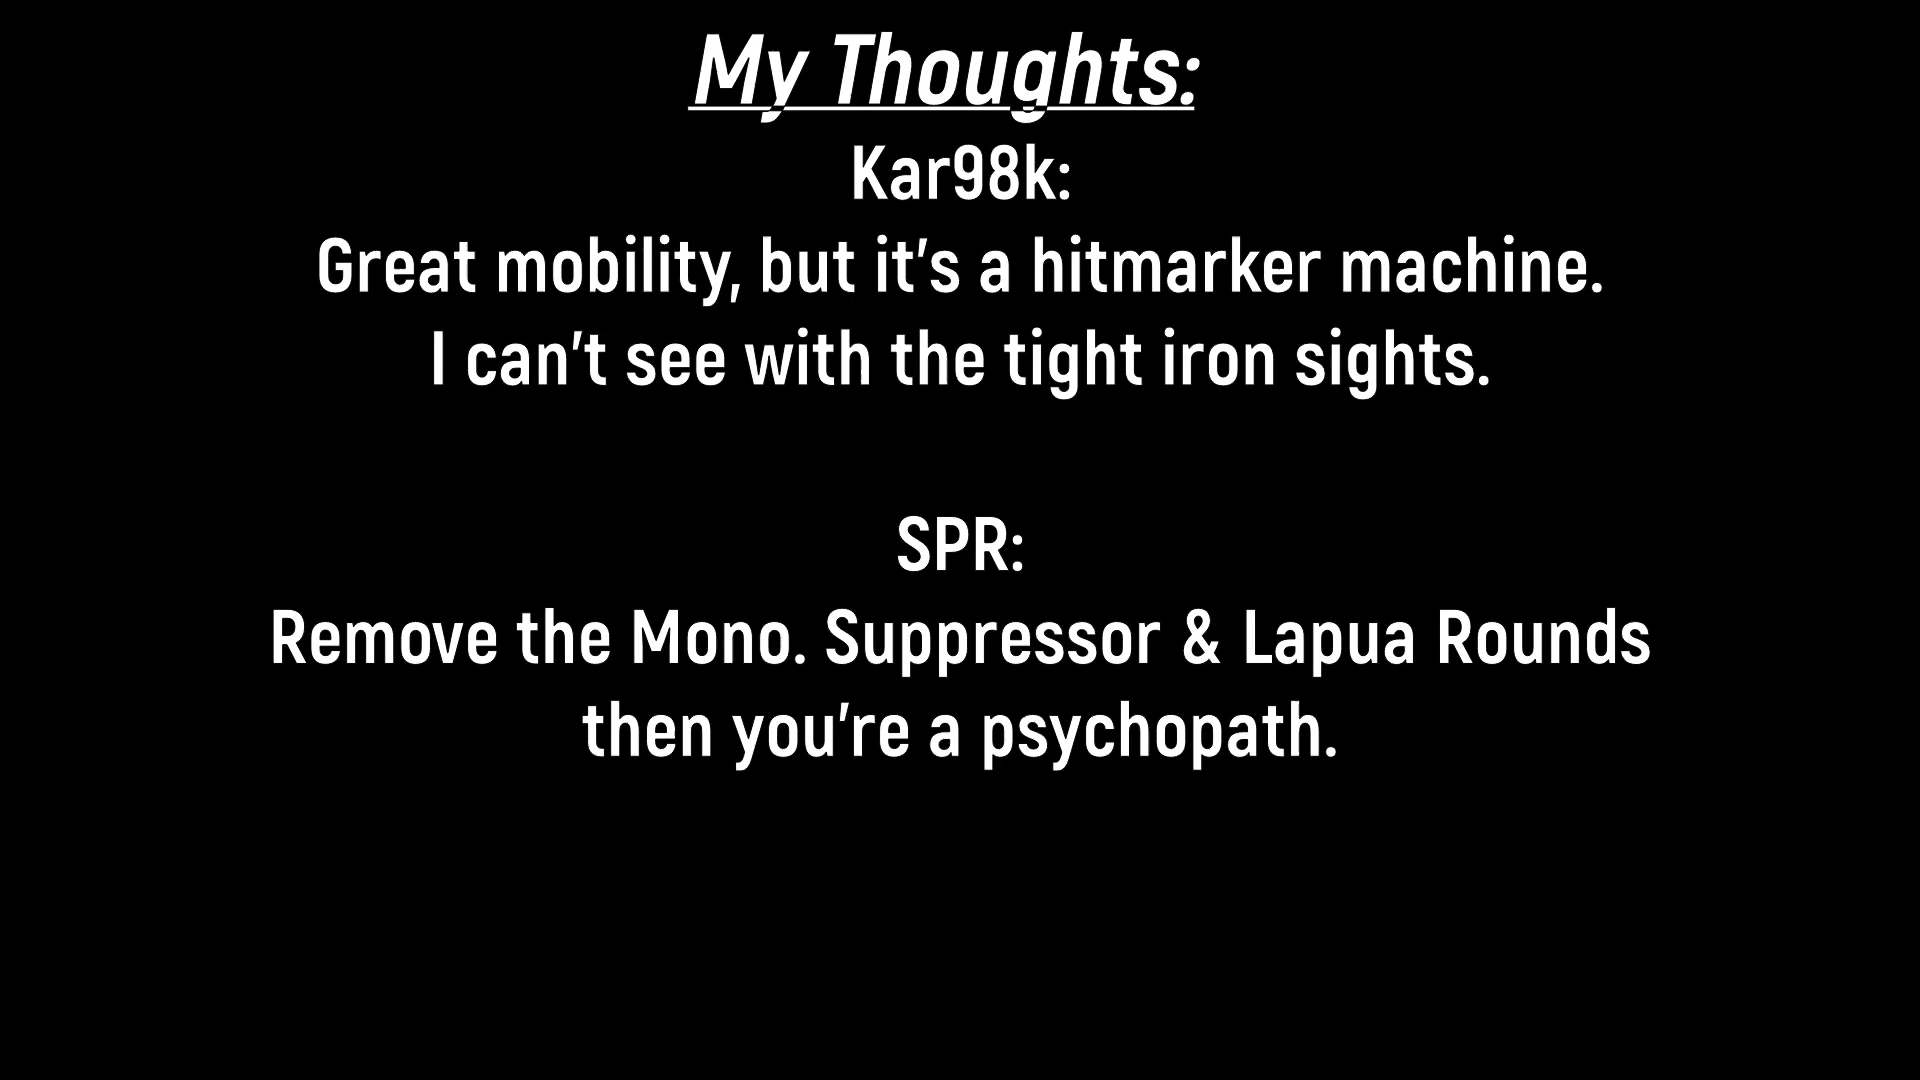 My Thoughts:
Kar98k:
Great mobility, but it's a hitmarker machine.
I can't see with the tight iron sights.
SPR:
Remove the Mono. Suppressor & Lapua Rounds
then you're a psychopath.